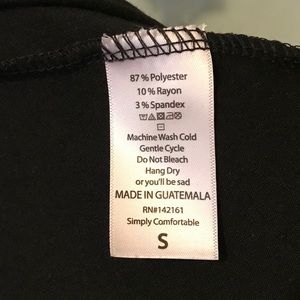 87% Polyester
10% Rayon
3% Spandex
Machine Wash Cold
Gentle Cycle
Do Not Bleach
Hang Dry
or you'll be sad
MADE IN GUATEMALA
RN#142161
Simply Comfortable
S